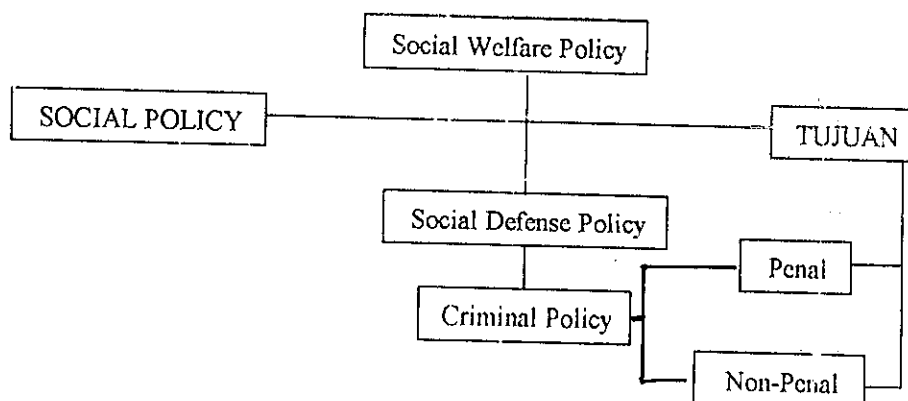 Social Welfare Policy
SOCIAL POLICY
TUJUAN
Social Defense Policy
Penal
Criminal Policy
Non-Penal